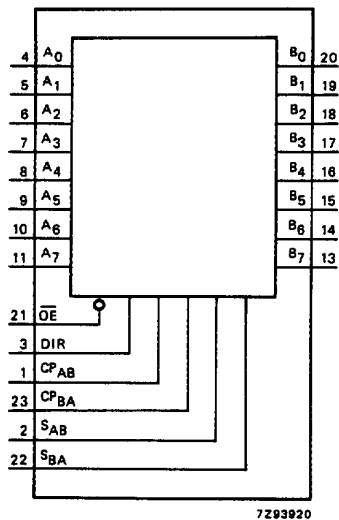 4 A0 B0 20
5 A1 B1 19
6 A2 B2 18
7 A3 B3 17
8 A4 B4 16
9 A5 B5 15
10 A6 B6 14
11 A7 B7 13
21 OE
3 DIR
1 CPAB
23 CPBA
2 SAB
22 SBA
7Z93920